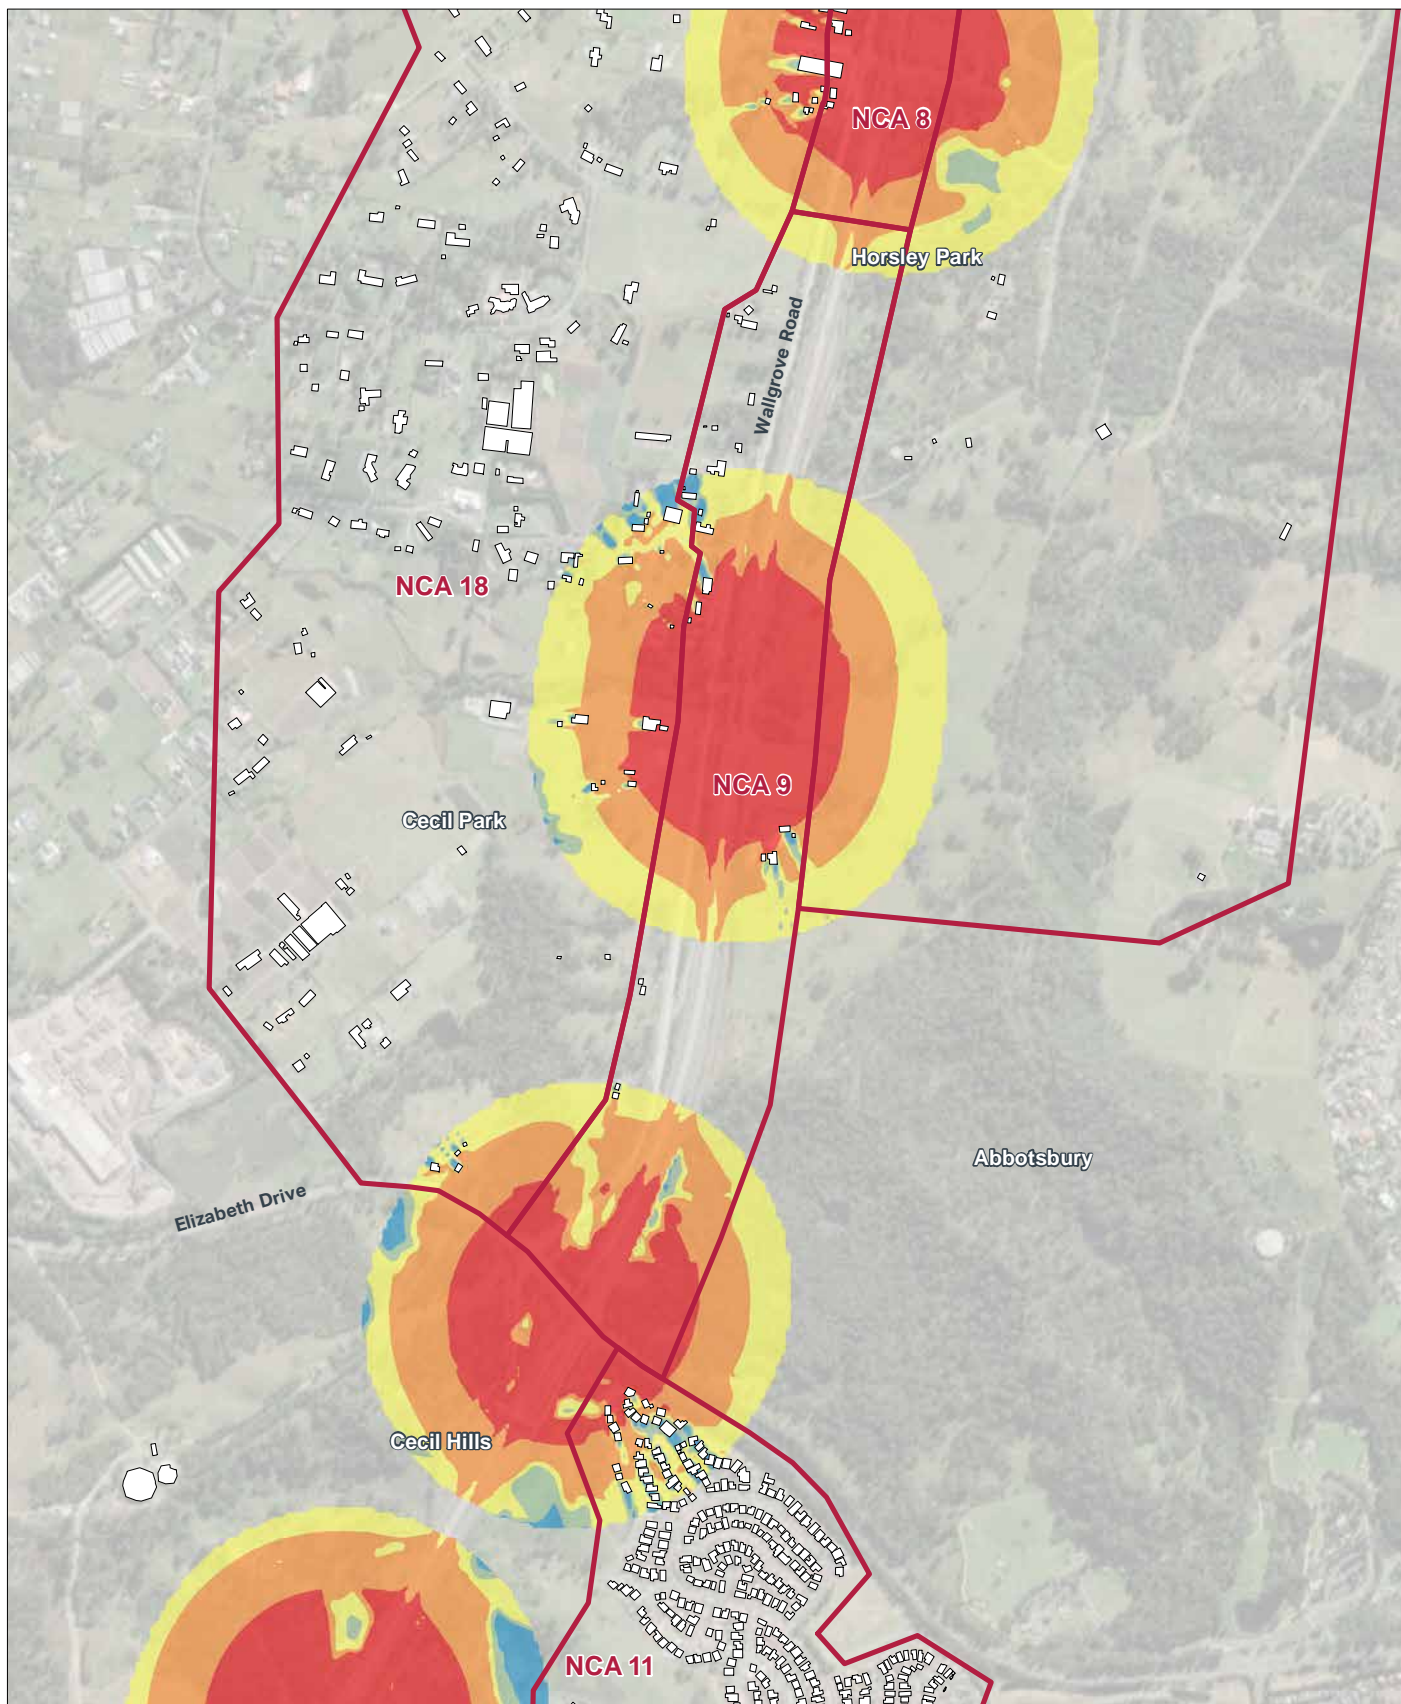 NCA 8
Horsley Park
Wallgrove Road
NCA 18
NCA 9
Cecil Park
Abbotsbury
Elizabeth Drive
Cecil Hills
NCA 11